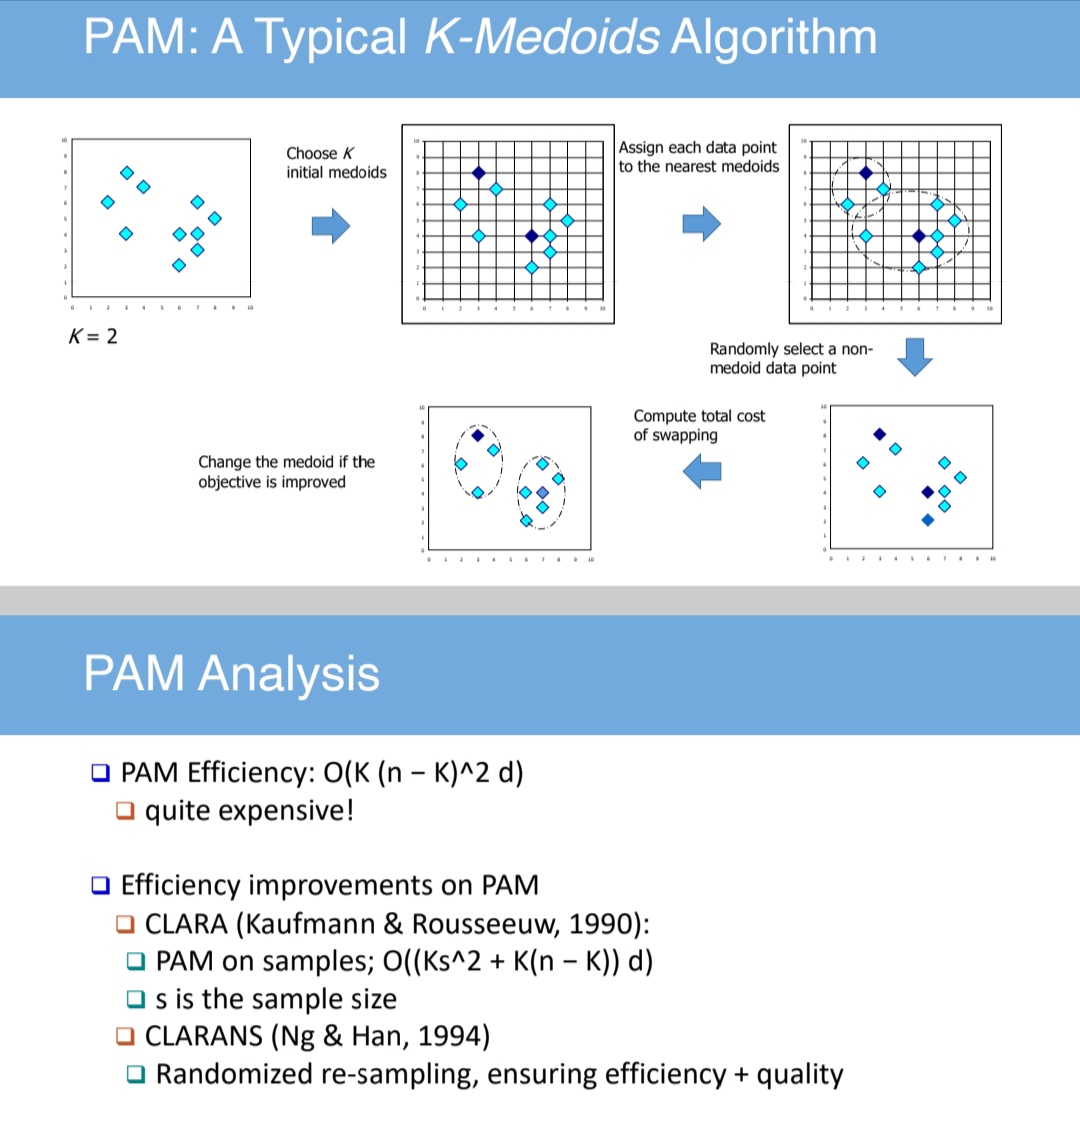 PAM: A Typical K-Medoids Algorithm
Choose K
initial medoids
Assign each data point
to the nearest medoids
K = 2
Randomly select a non-
medoid data point
Compute total cost
of swapping
Change the medoid if the
objective is improved
PAM Analysis
PAM Efficiency: O(K (n − K)^2 d)
quite expensive!
Efficiency improvements on PAM
CLARA (Kaufmann & Rousseeuw, 1990):
PAM on samples; O((Ks^2 + K(n − K)) d)
s is the sample size
CLARANS (Ng & Han, 1994)
Randomized re-sampling, ensuring efficiency + quality